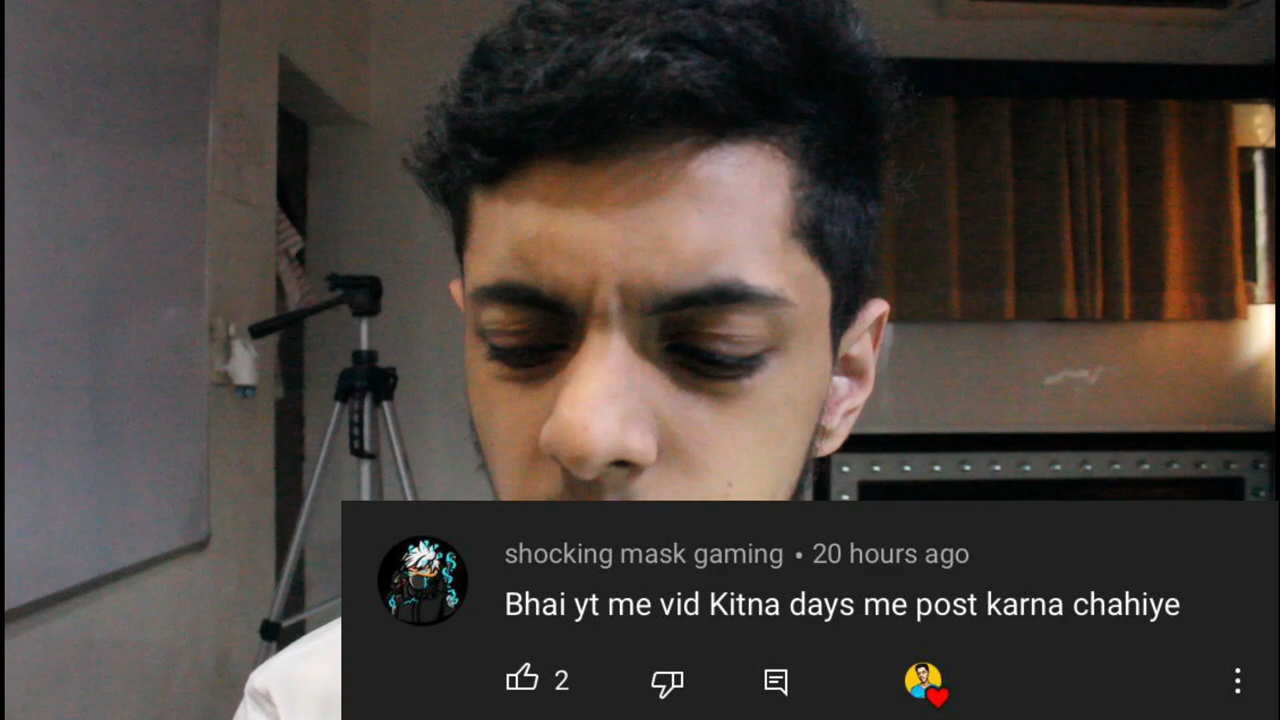 shocking mask gaming • 20 hours ago
Bhai yt me vid Kitna days me post karna chahiye
2